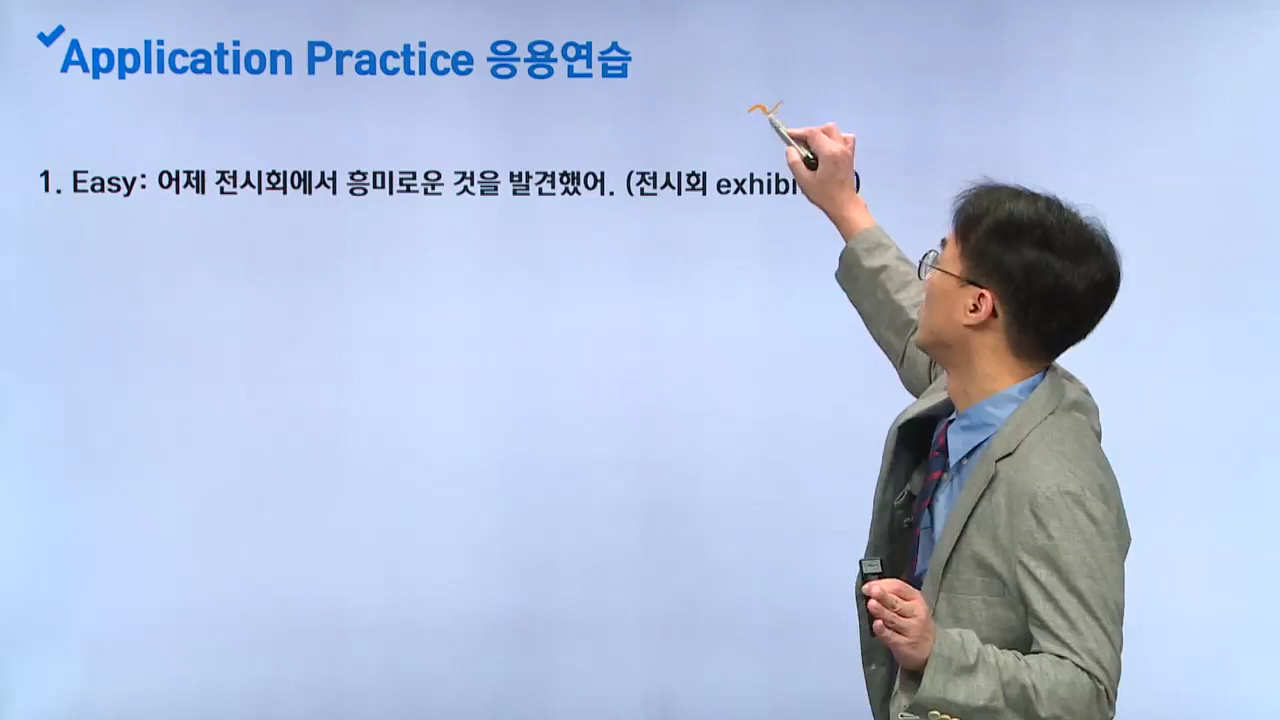 Application Practice 응용연습
1. Easy: 어제 전시회에서 흥미로운 것을 발견했어. (전시회